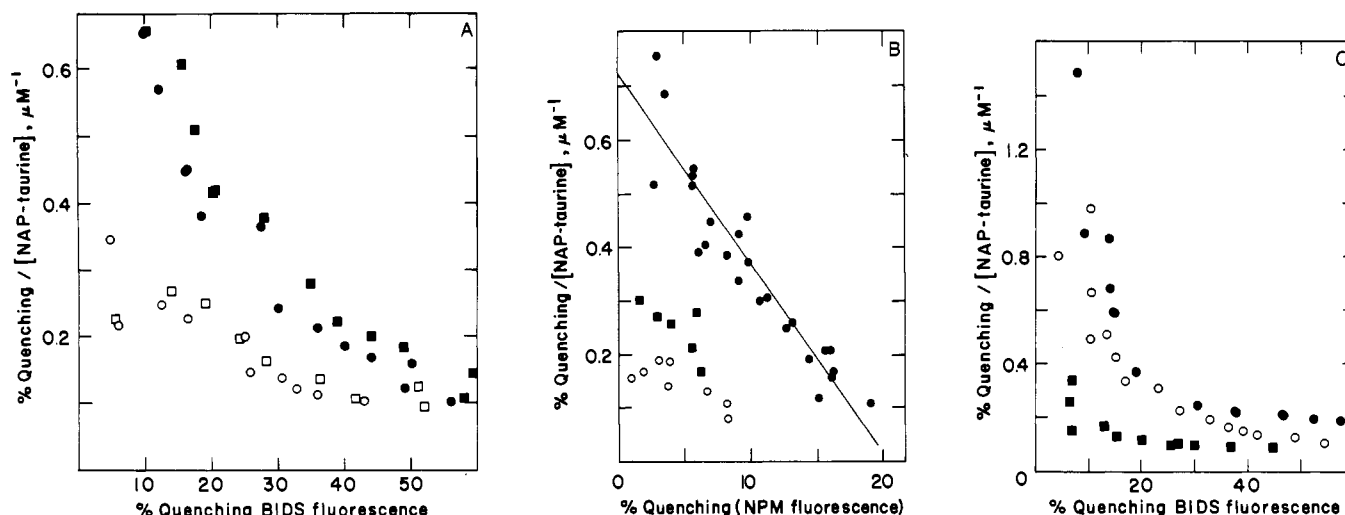 A
% Quenching / [NAP-taurine], μM⁻¹
0.6
0.4
0.2
0
10
20
30
40
50
% Quenching BIDS fluorescence
B
% Quenching /[NAP-taurine], μM⁻¹
0.6
0.4
0.2
0
10
20
% Quenching (NPM fluorescence)
C
% Quenching / [NAP-taurine], μM⁻¹
1.2
0.8
0.4
0
20
40
% Quenching BIDS fluorescence